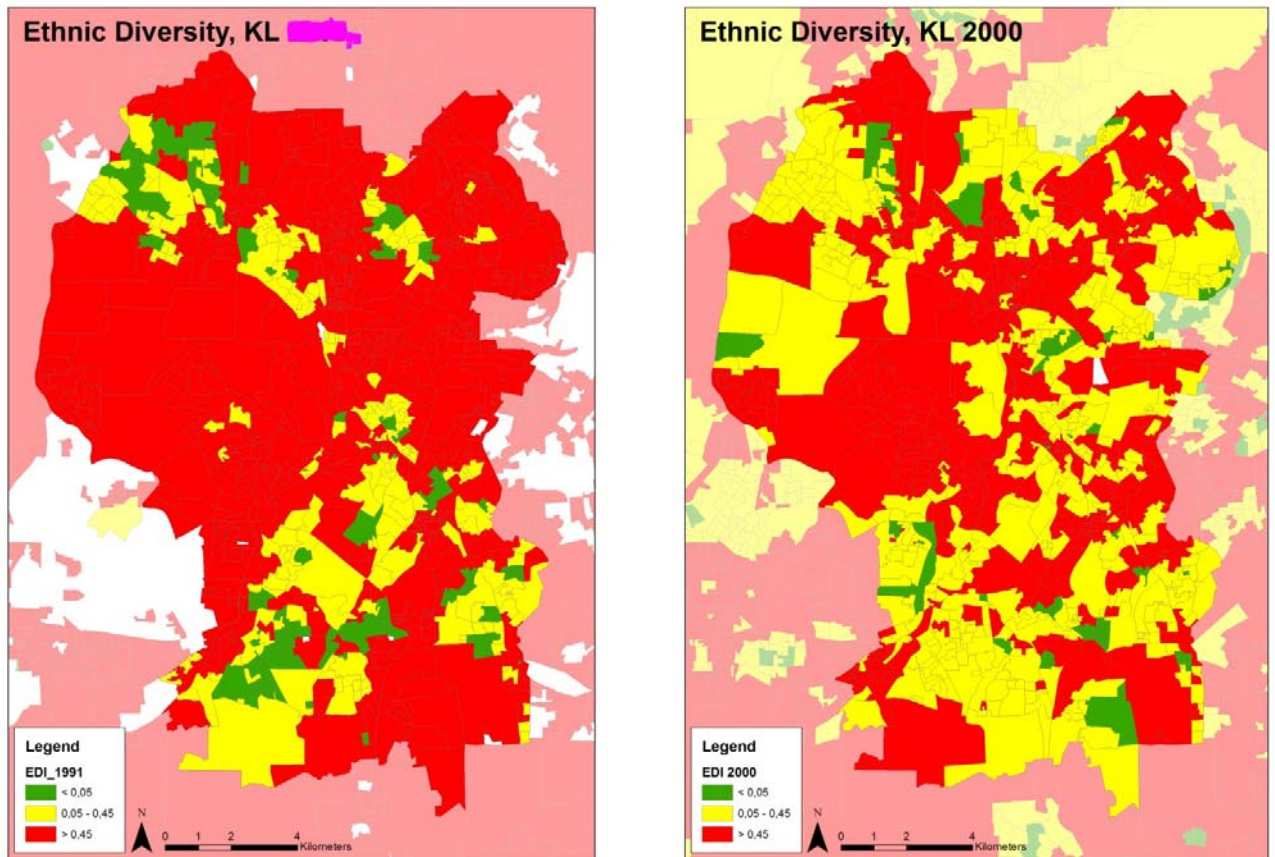 Ethnic Diversity, KL
Legend
EDI_1991
< 0,05
0,05 - 0,45
> 0,45
N
0 1 2 4
Kilometers
Ethnic Diversity, KL 2000
Legend
EDI 2000
< 0,05
0,05 - 0,45
> 0,45
N
0 1 2 4
Kilometers